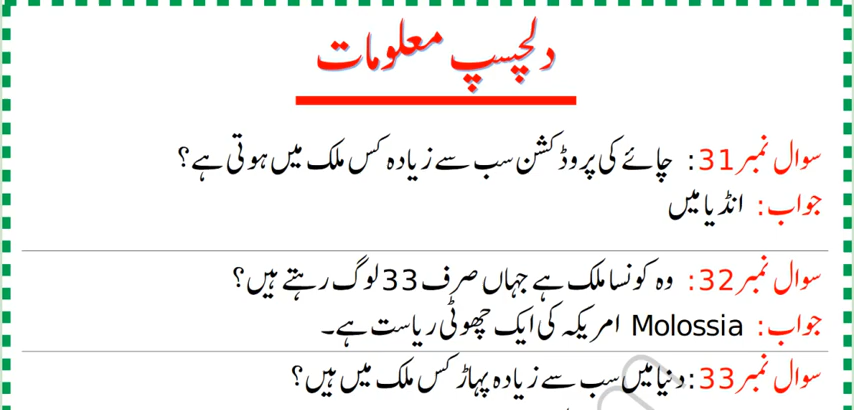 دلچسپ معلومات
سوال نمبر31: چائے کی پروڈکشن سب سے زیادہ کس ملک میں ہوتی ہے؟
جواب: انڈیا میں
سوال نمبر32: وہ کونسا ملک ہے جہاں صرف 33لوگ رہتے ہیں؟
جواب: Molossia امریکہ کی ایک چھوٹی ریاست ہے۔
سوال نمبر33:دنیا میں سب سے زیادہ پہاڑ کس ملک میں ہیں؟